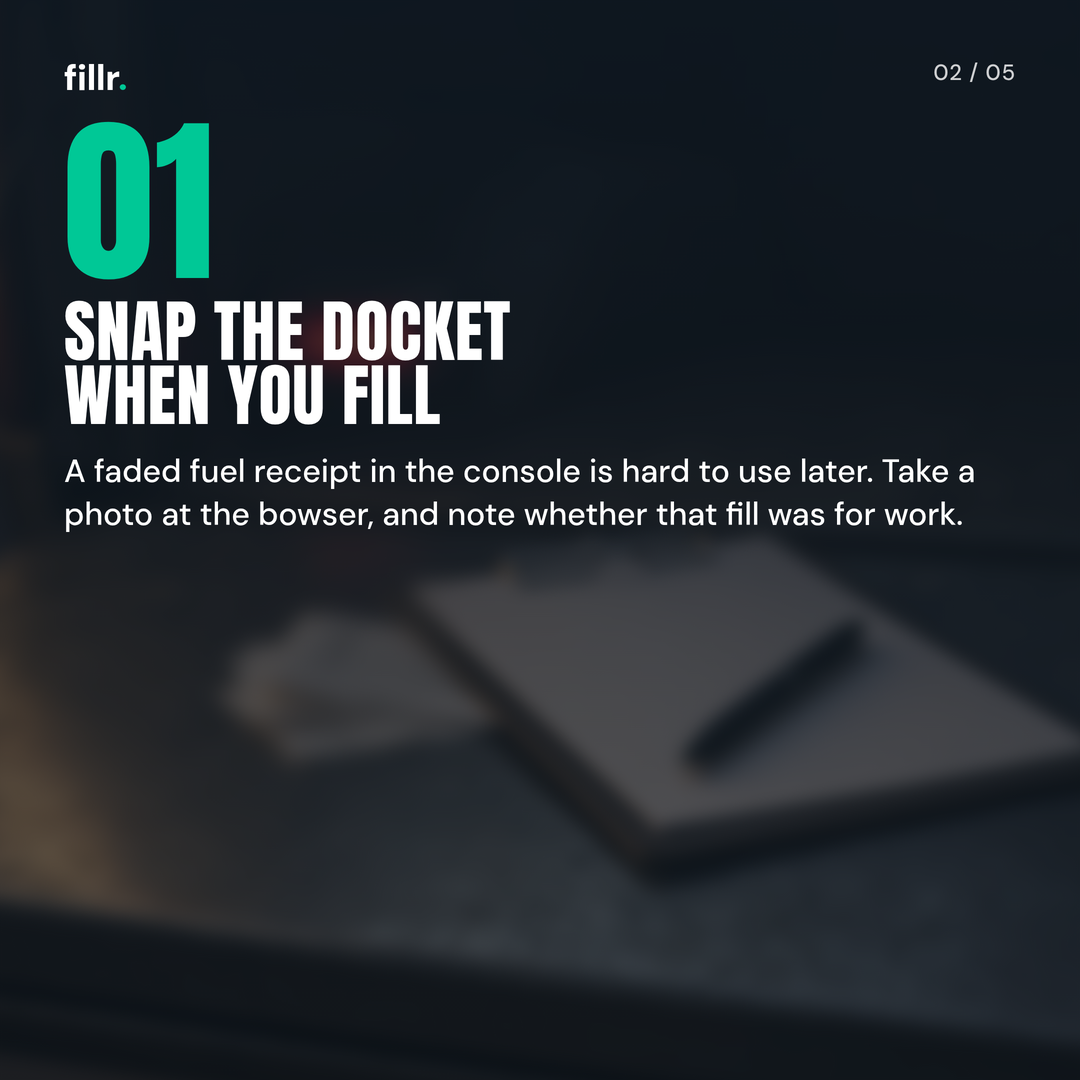 fillr.
02 / 05
01
SNAP THE DOCKET
WHEN YOU FILL
A faded fuel receipt in the console is hard to use later. Take a
photo at the bowser, and note whether that fill was for work.